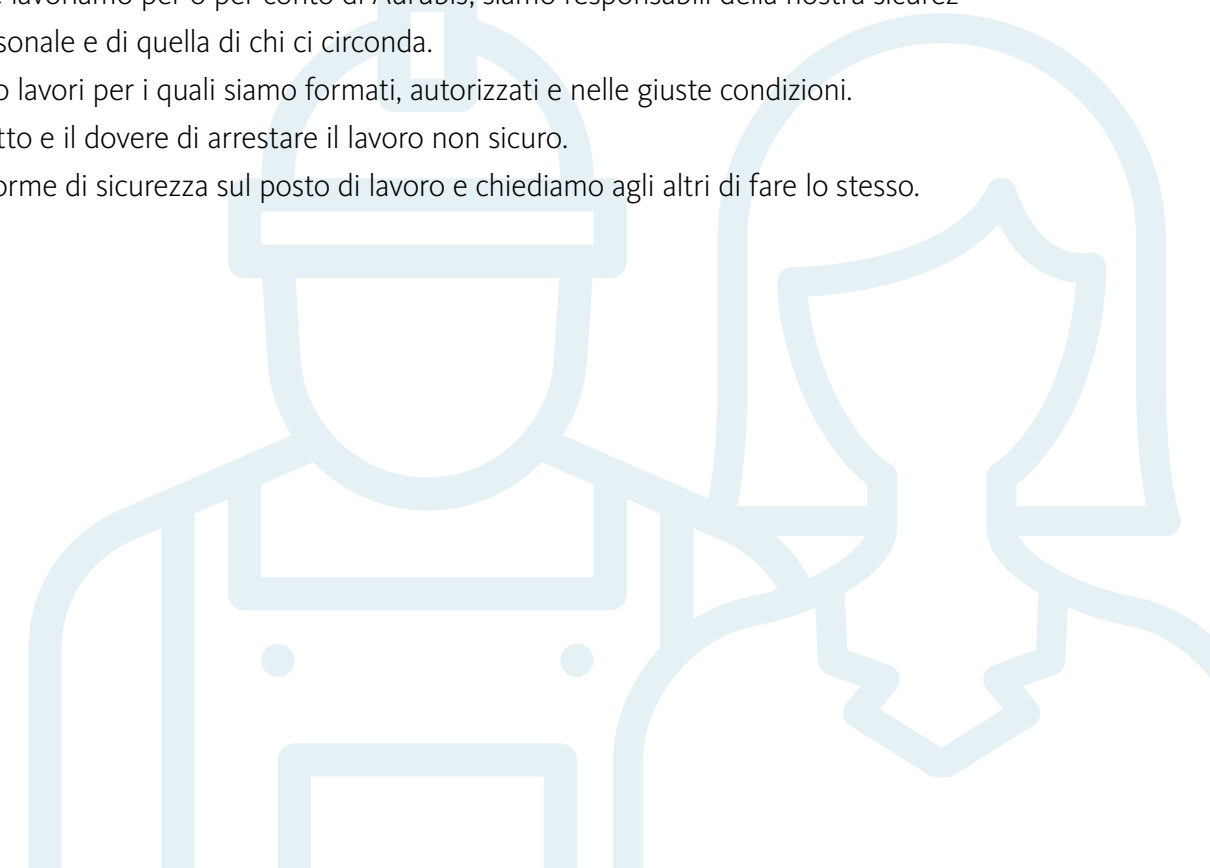 lavoriamo per o per conto di Aurubis, siamo responsabili della nostra sicurez-
sonale e di quella di chi ci circonda.
o lavori per i quali siamo formati, autorizzati e nelle giuste condizioni.
tto e il dovere di arrestare il lavoro non sicuro.
orme di sicurezza sul posto di lavoro e chiediamo agli altri di fare lo stesso.